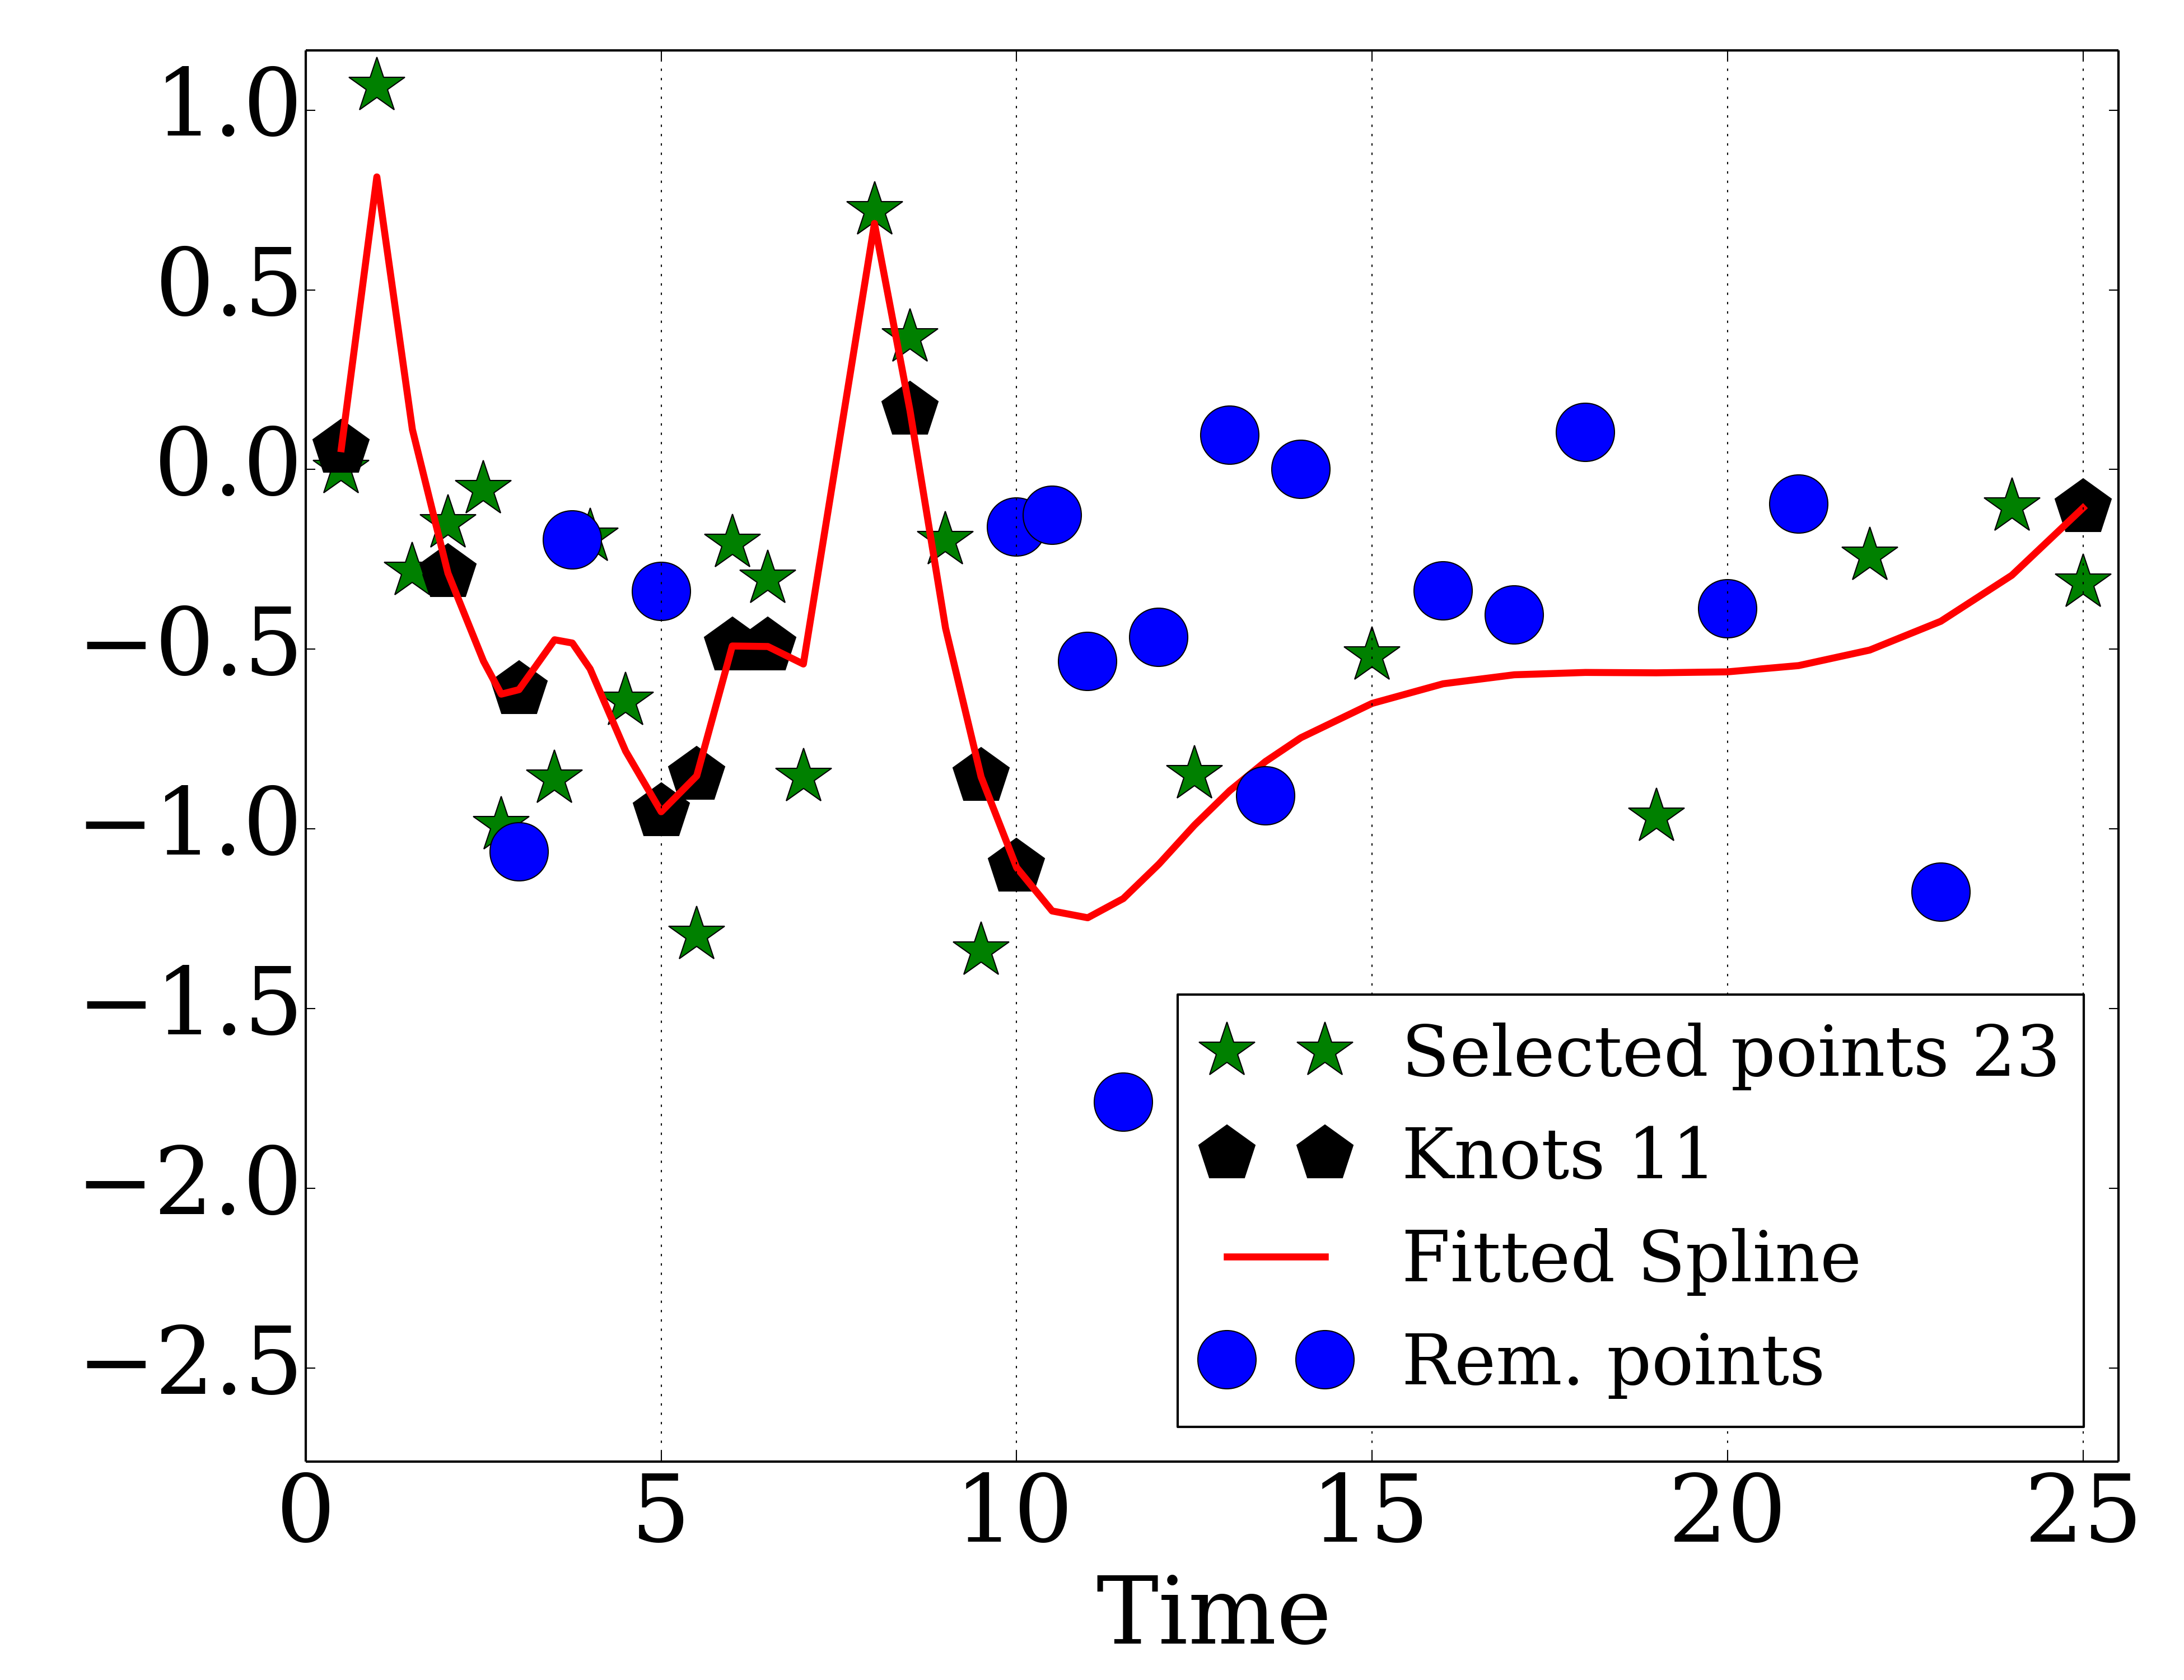 1.0
0.5
0.0
−0.5
−1.0
−1.5
−2.0
−2.5
Selected points 23
Knots 11
Fitted Spline
Rem. points
0 5 10 15 20 25
Time